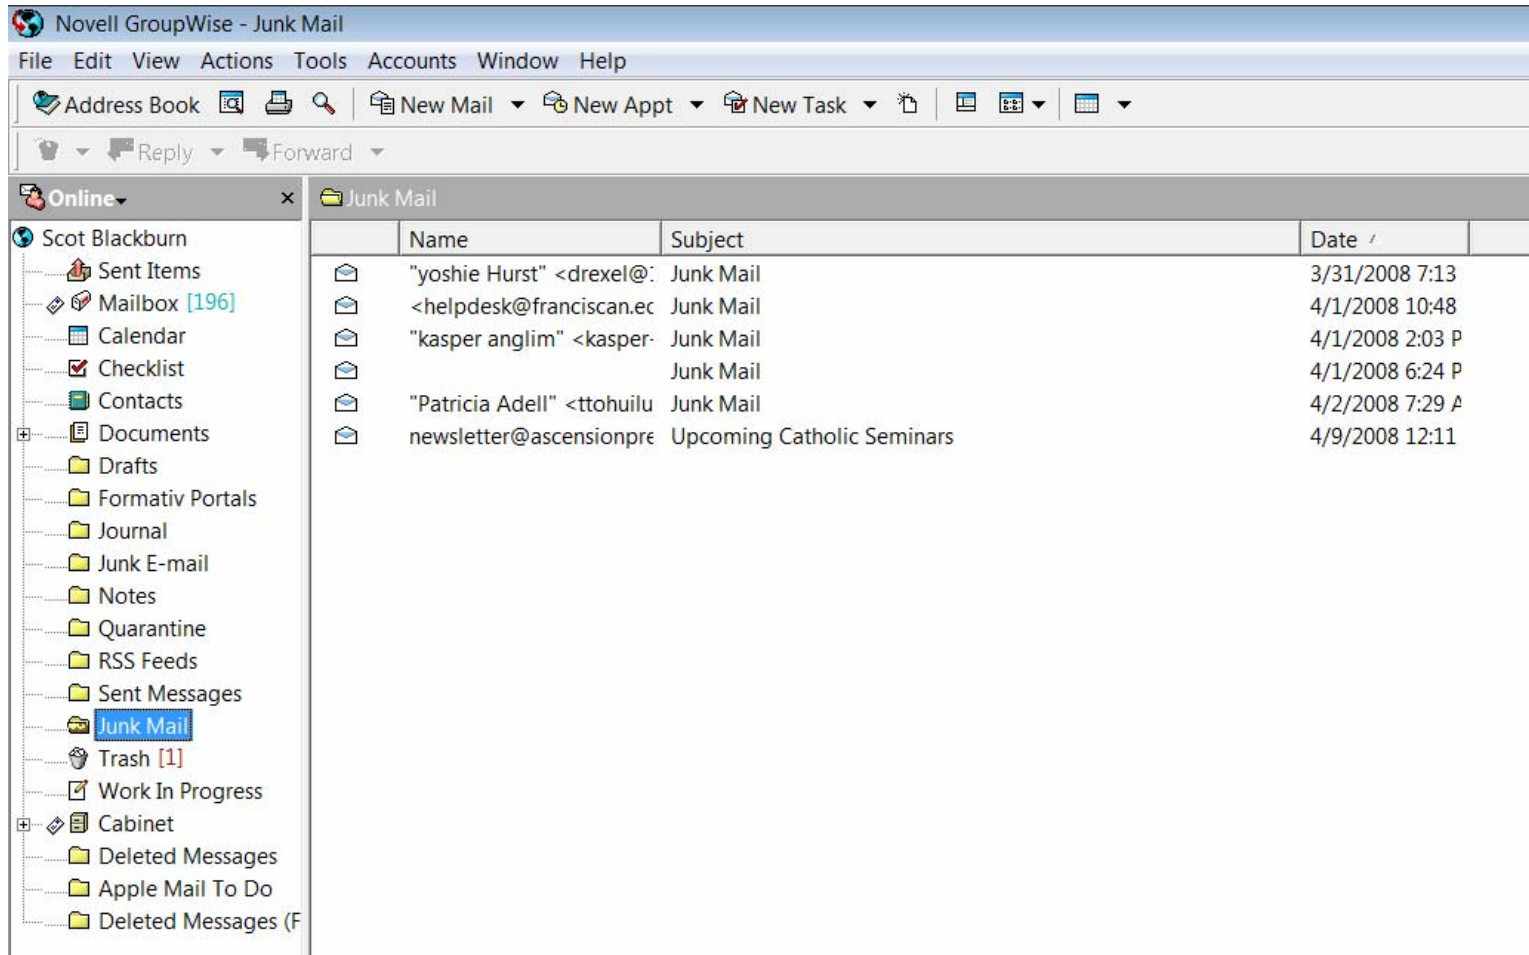 Novell GroupWise - Junk Mail
File Edit View Actions Tools Accounts Window Help
Address Book New Mail New Appt New Task
Reply Forward
Online
Junk Mail
Scot Blackburn
Sent Items
Mailbox [196]
Calendar
Checklist
Contacts
Documents
Drafts
Formativ Portals
Journal
Junk E-mail
Notes
Quarantine
RSS Feeds
Sent Messages
Junk Mail
Trash [1]
Work In Progress
Cabinet
Deleted Messages
Apple Mail To Do
Deleted Messages (F
Name Subject Date
"yoshie Hurst" <drexel@ Junk Mail 3/31/2008 7:13
<helpdesk@franciscan.ec Junk Mail 4/1/2008 10:48
"kasper anglim" <kasper- Junk Mail 4/1/2008 2:03 P
Junk Mail 4/1/2008 6:24 P
"Patricia Adell" <ttohuilu Junk Mail 4/2/2008 7:29 A
newsletter@ascensionpre Upcoming Catholic Seminars 4/9/2008 12:11